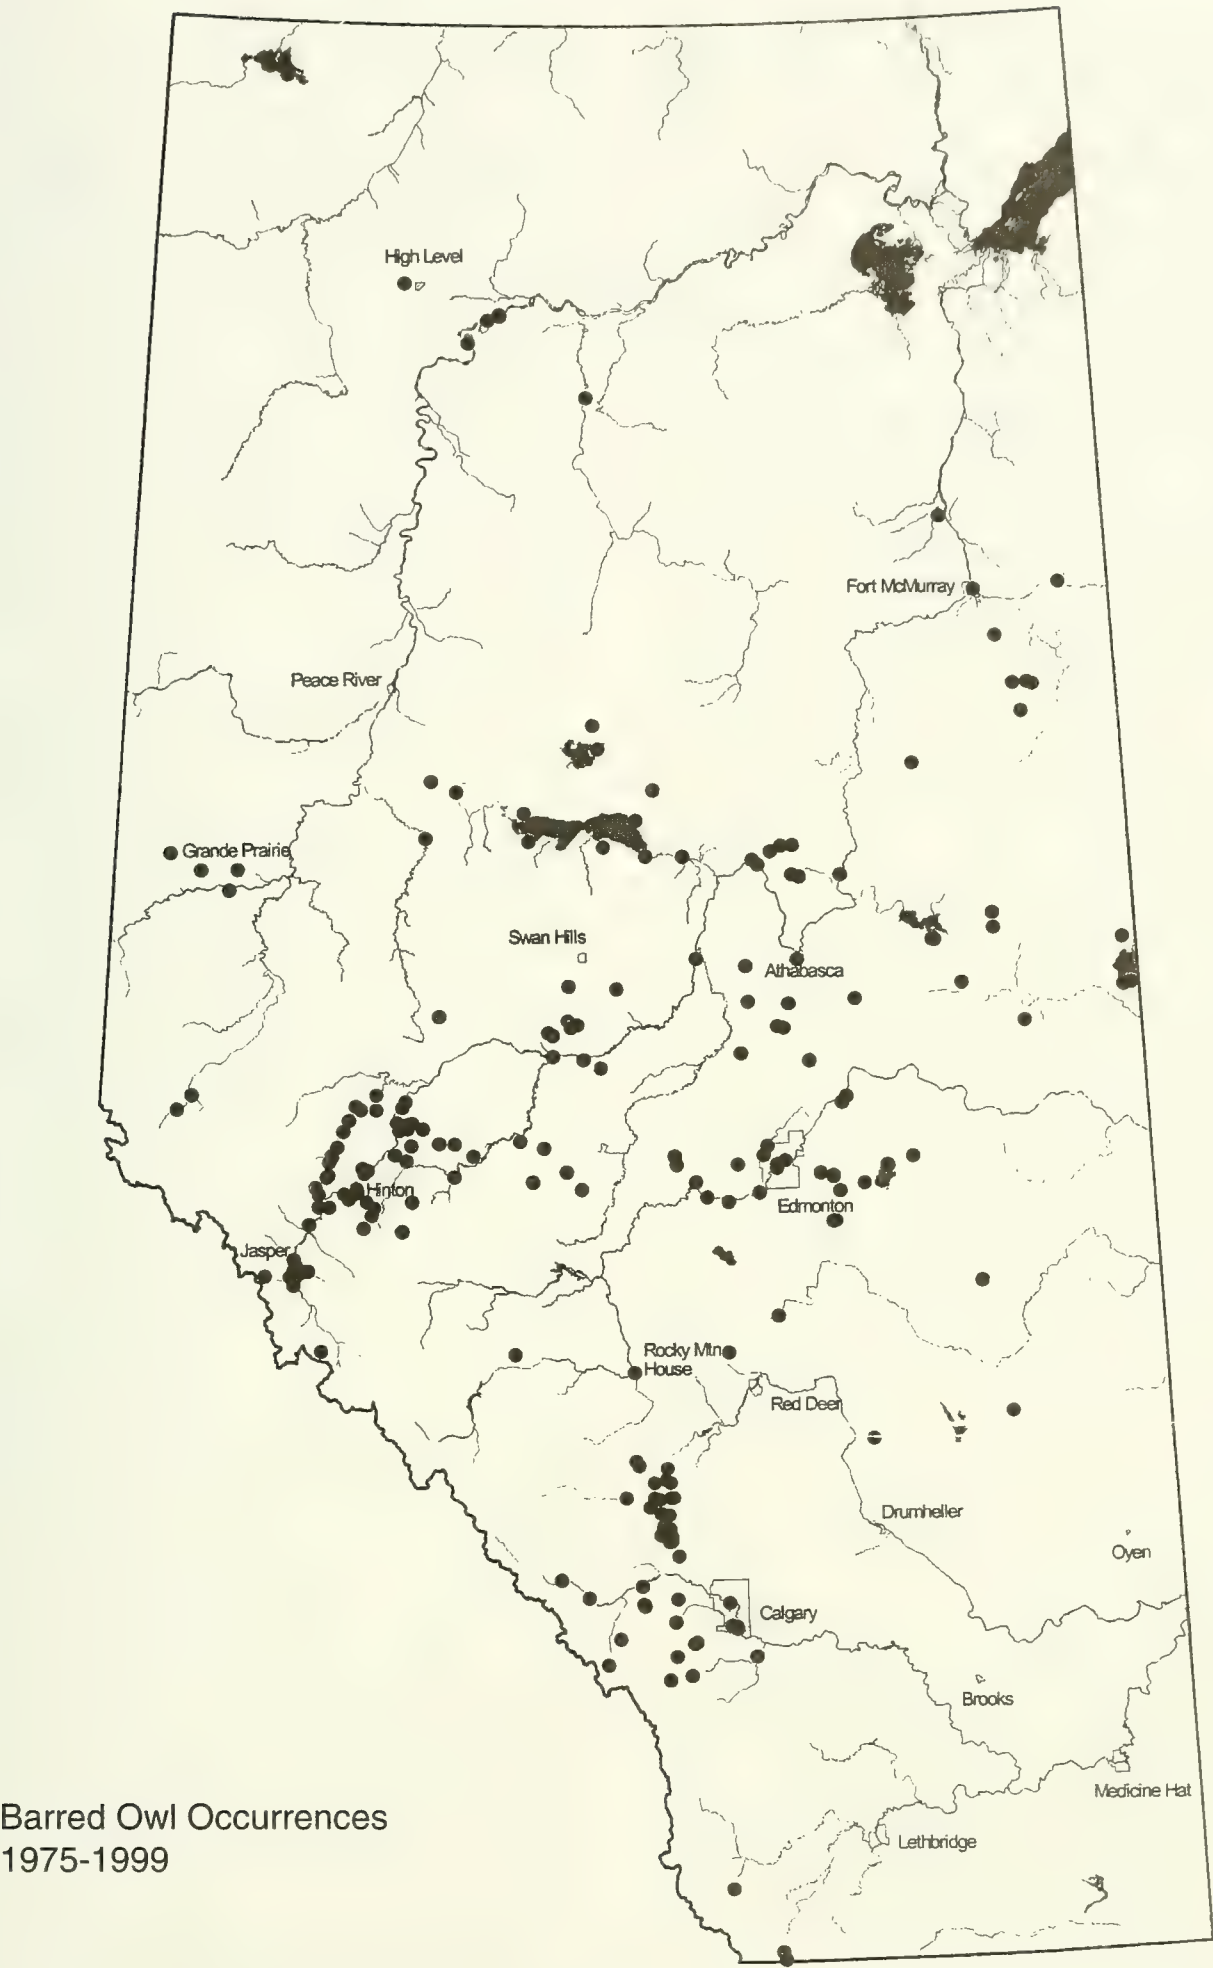 High Level
Fort McMurray
Peace River
Grande Prairie
Swan Hills
Athabasca
Hinton
Edmonton
Jasper
Rocky Mtn
House
Red Deer
Drumheller
Oyen
Calgary
Brooks
Medicine Hat
Lethbridge
Barred Owl Occurrences
1975-1999